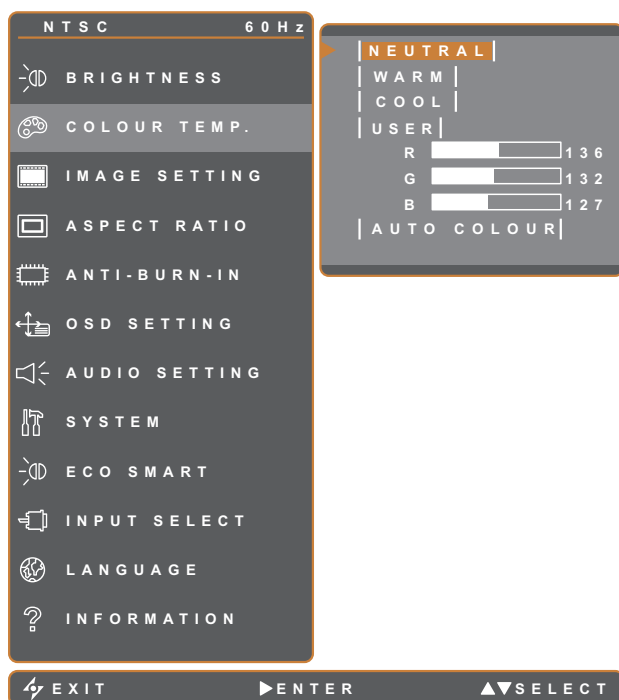 NTSC 60Hz
BRIGHTNESS
COLOUR TEMP.
IMAGE SETTING
ASPECT RATIO
ANTI-BURN-IN
OSD SETTING
AUDIO SETTING
SYSTEM
ECO SMART
INPUT SELECT
LANGUAGE
INFORMATION
NEUTRAL
WARM
COOL
USER
R 136
G 132
B 127
AUTO COLOUR
EXIT ▶ENTER ▲▼SELECT